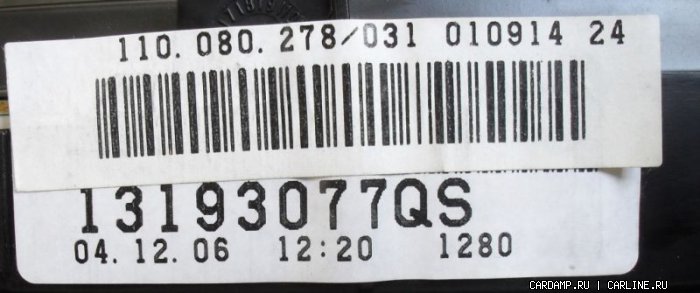 110.080.278/031 010914 24
13193077QS
04.12.06 12:20 1280
CARDAMP.RU | CARLINE.RU